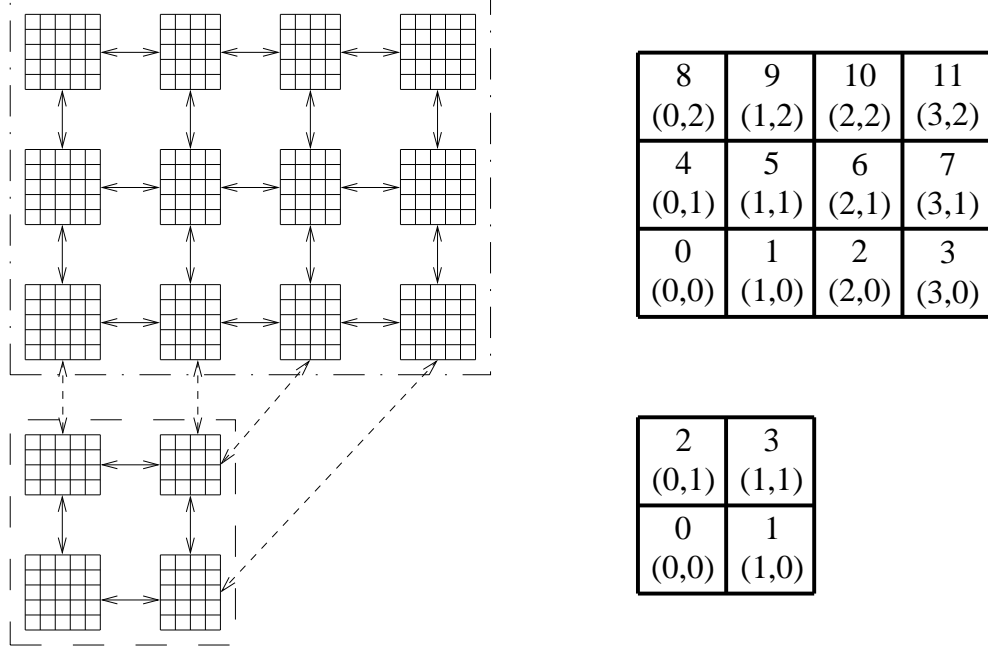 8 9 10 11
(0,2) (1,2) (2,2) (3,2)
4 5 6 7
(0,1) (1,1) (2,1) (3,1)
0 1 2 3
(0,0) (1,0) (2,0) (3,0)
2 3
(0,1) (1,1)
0 1
(0,0) (1,0)